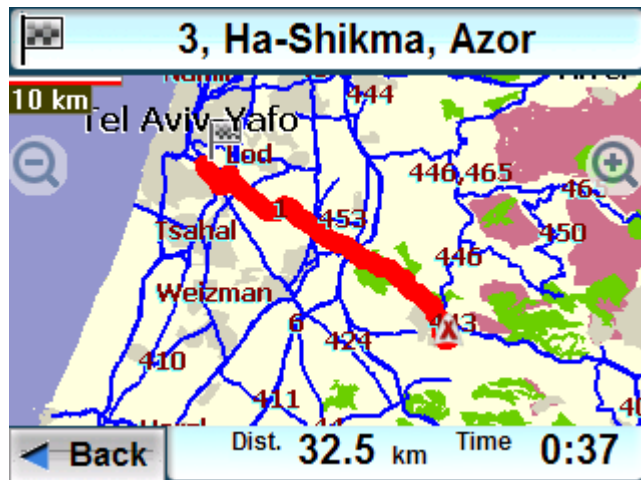 3, Ha-Shikma, Azor
10 km
444
Tel Aviv-Yafo
Lod
446,465
1
453
450
Tsahal
446
Weizman
6
443
424
410
411
Back
Dist. 32.5 km
Time 0:37